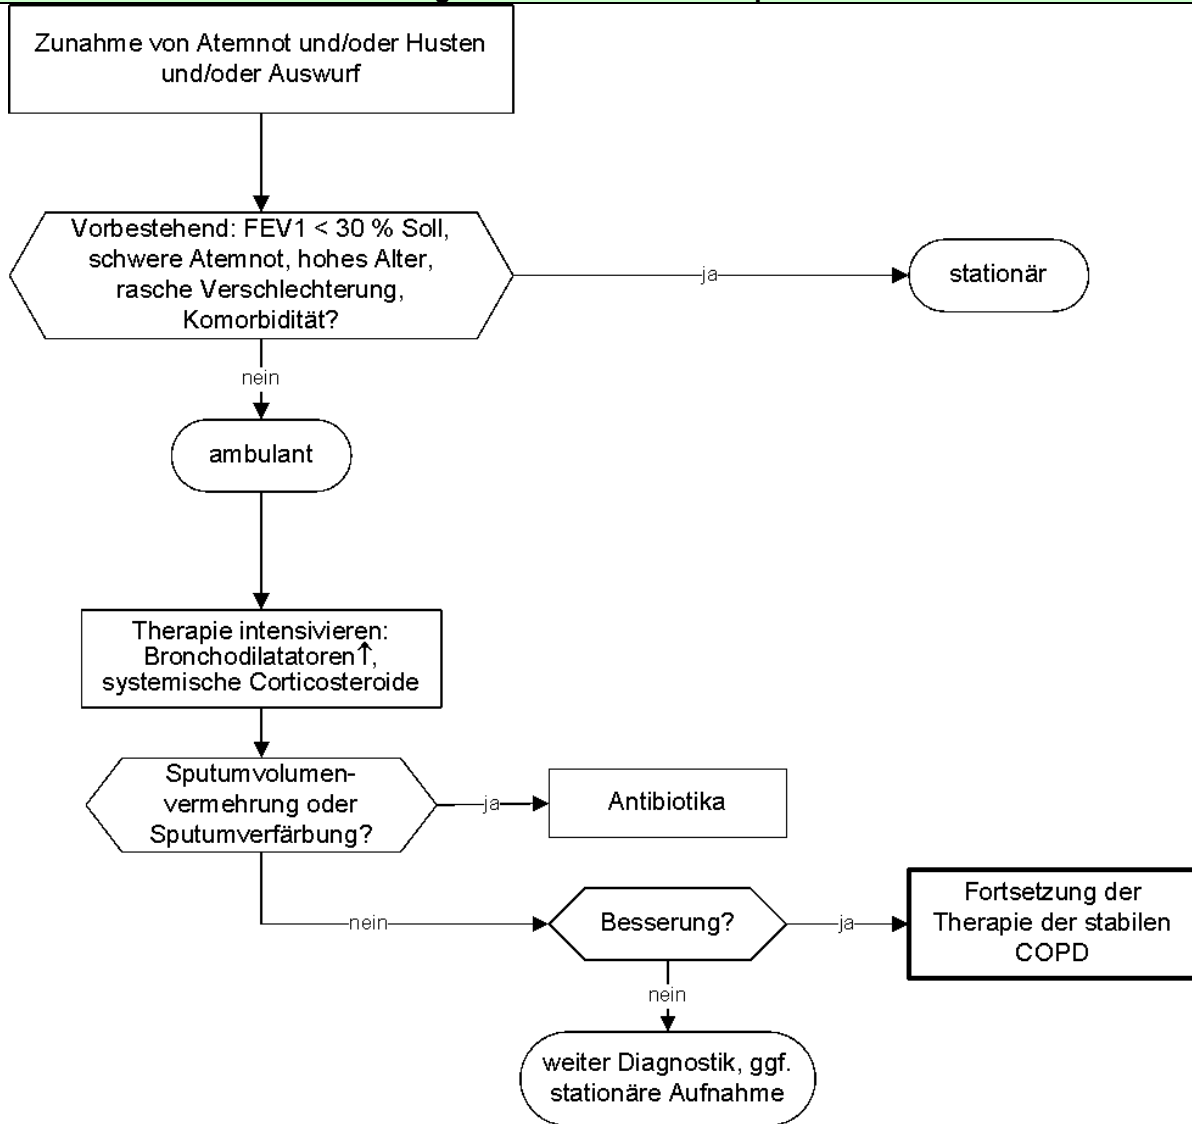 Zunahme von Atemnot und/oder Husten
und/oder Auswurf
Vorbestehend: FEV1 < 30 % Soll,
schwere Atemnot, hohes Alter,
rasche Verschlechterung,
Komorbidität?
ja
stationär
nein
ambulant
Therapie intensivieren:
Bronchodilatatoren↑,
systemische Corticosteroide
Sputumvolumen-
vermehrung oder
Sputumverfärbung?
ja
Antibiotika
nein
Besserung?
ja
Fortsetzung der
Therapie der stabilen
COPD
nein
weiter Diagnostik, ggf.
stationäre Aufnahme